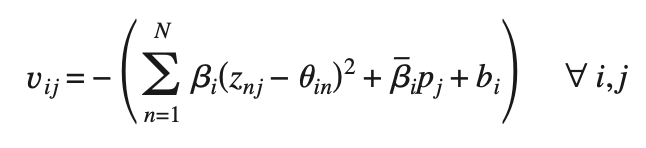 v_{ij} = - \left( \sum_{n=1}^{N} \beta_i (z_{nj} - \theta_{in})^2 + \bar{\beta}_i p_j + b_i \right) \quad \forall \, i,j